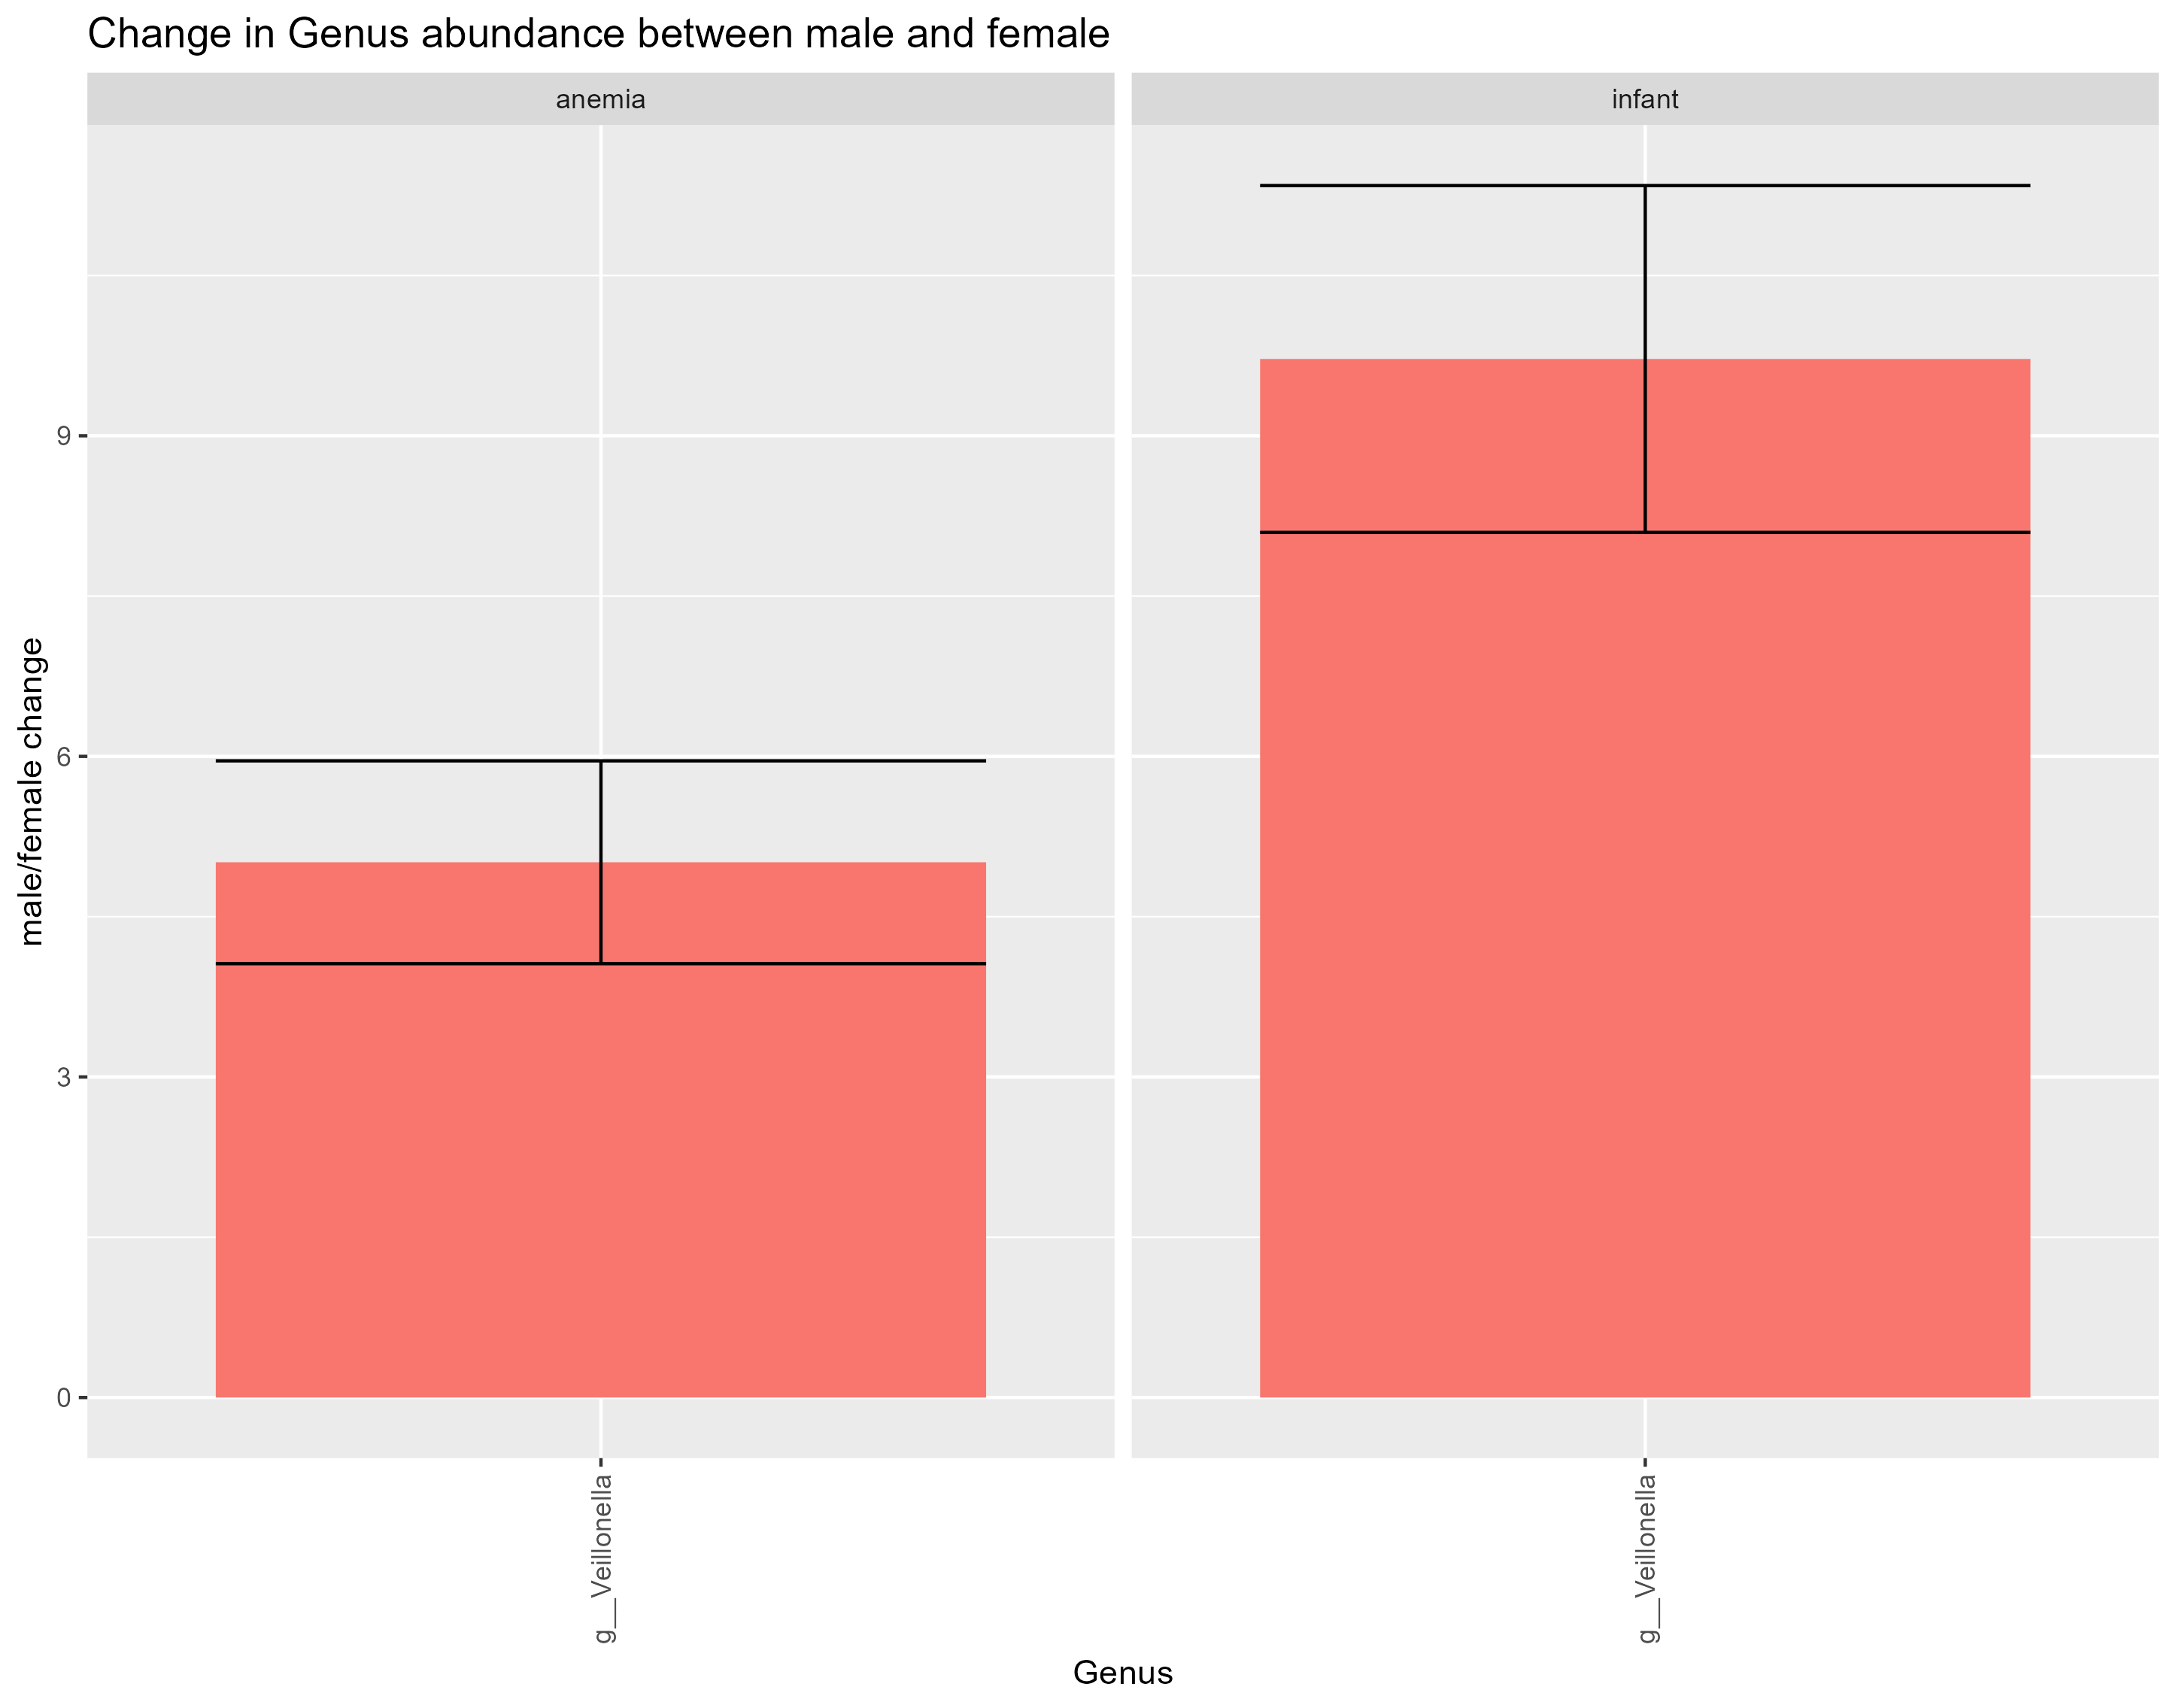 Change in Genus abundance between male and female
anemia
infant
male/female change
9
6
3
0
g__Veillonella
g__Veillonella
Genus